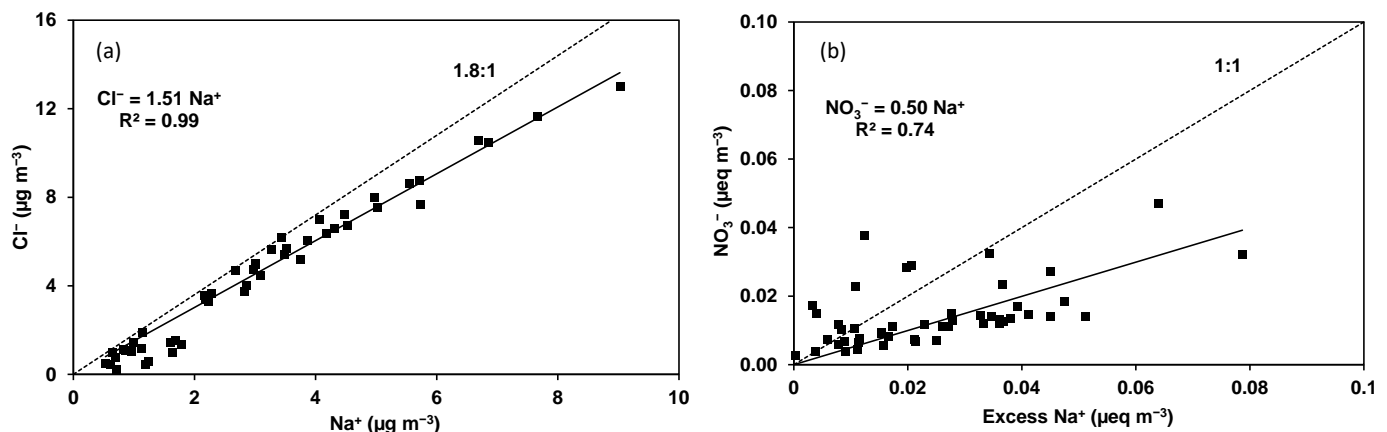 (a)
1.8:1
Cl⁻ = 1.51 Na⁺
R² = 0.99
Cl⁻ (µg m⁻³)
16
12
8
4
0
0 2 4 6 8 10
Na⁺ (µg m⁻³)
(b)
1:1
NO₃⁻ = 0.50 Na⁺
R² = 0.74
NO₃⁻ (µeq m⁻³)
0.10
0.08
0.06
0.04
0.02
0.00
0 0.02 0.04 0.06 0.08 0.1
Excess Na⁺ (µeq m⁻³)